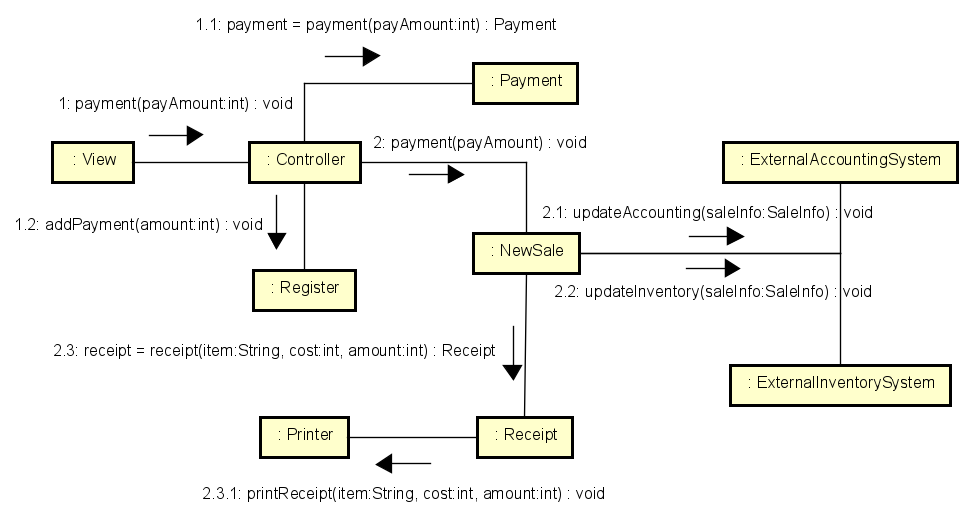 1.1: payment = payment(payAmount:int) : Payment
: Payment
1: payment(payAmount:int) : void
2: payment(payAmount) : void
: View
: Controller
: ExternalAccountingSystem
1.2: addPayment(amount:int) : void
2.1: updateAccounting(saleInfo:SaleInfo) : void
: NewSale
: Register
2.2: updateInventory(saleInfo:SaleInfo) : void
2.3: receipt = receipt(item:String, cost:int, amount:int) : Receipt
: ExternalInventorySystem
: Printer
: Receipt
2.3.1: printReceipt(item:String, cost:int, amount:int) : void